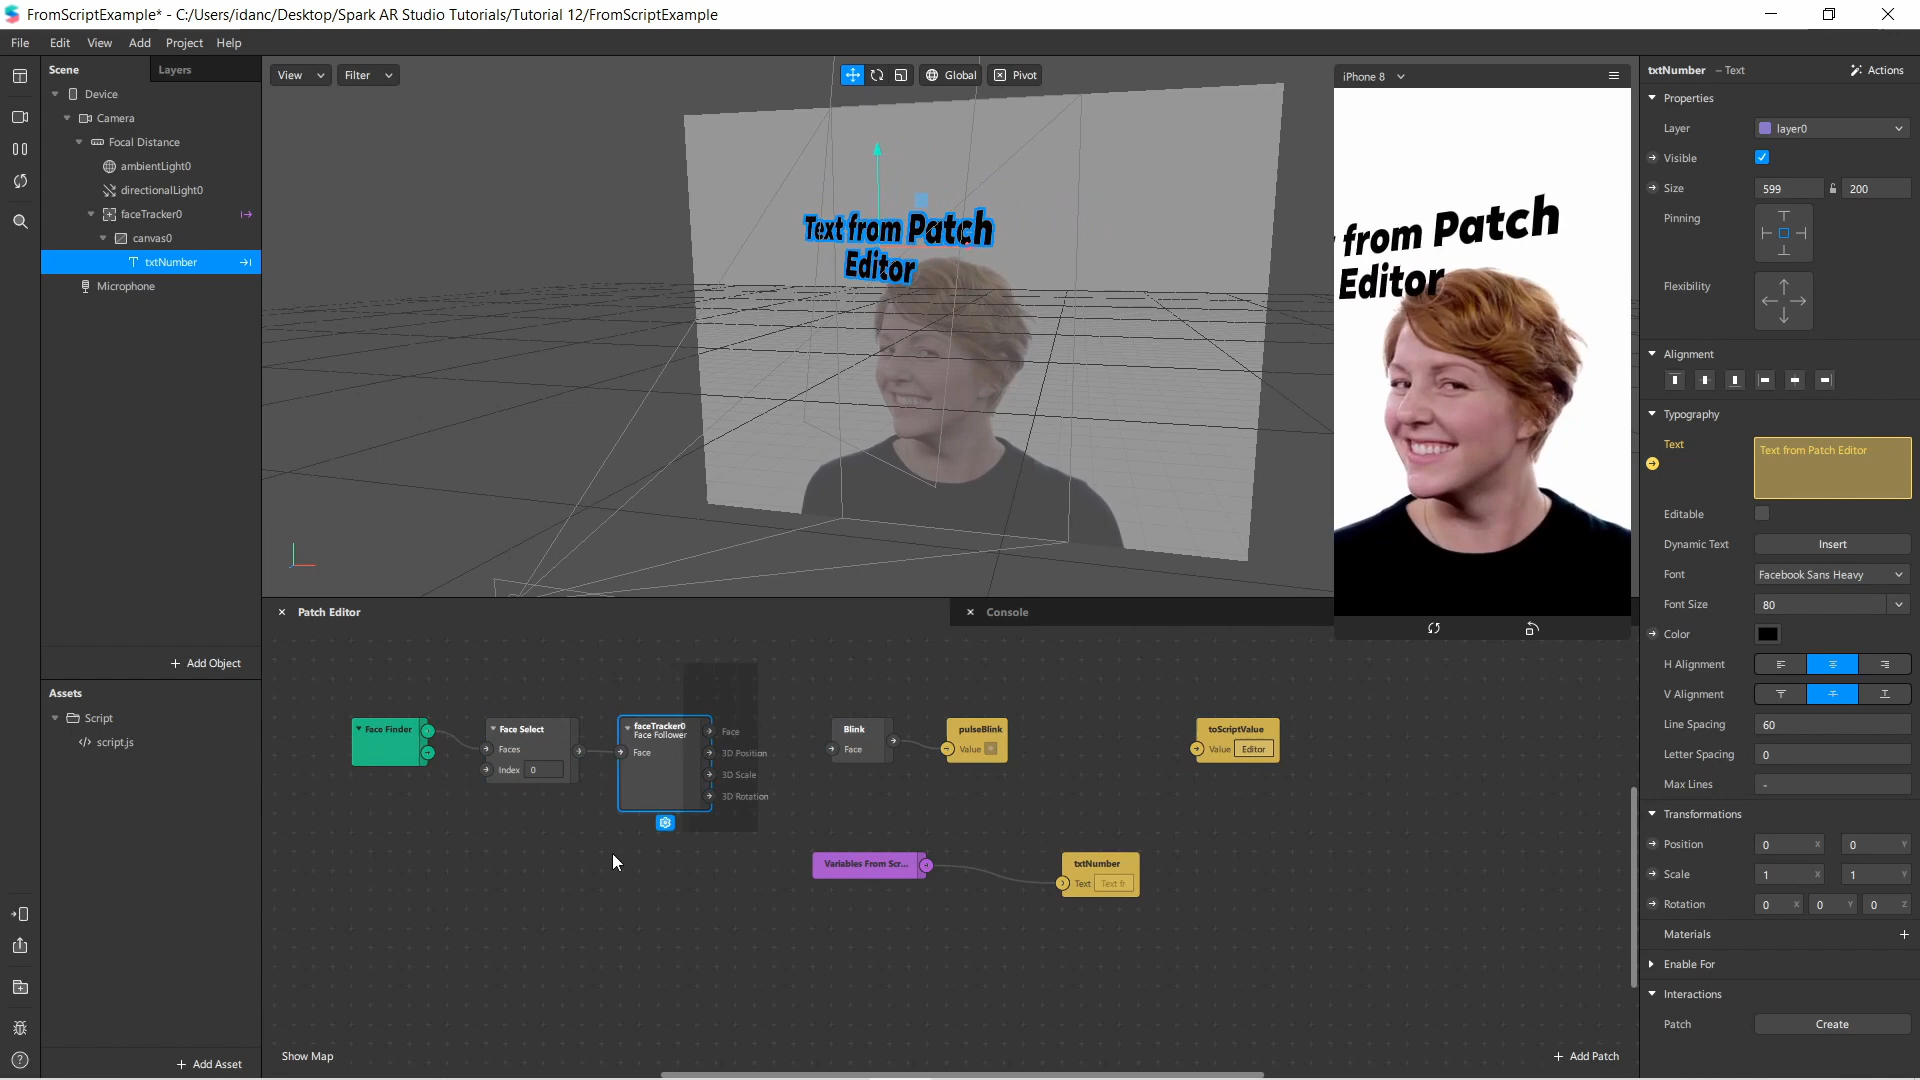 FromScriptExample* - C:/Users/idanc/Desktop/Spark AR Studio Tutorials/Tutorial 12/FromScriptExample
File Edit View Add Project Help
Scene Layers
Device
Camera
Focal Distance
ambientLight0
directionalLight0
faceTracker0
canvas0
txtNumber
Microphone
+ Add Object
Assets
Script
script.js
+ Add Asset
View Filter Global Pivot
Text from Patch
Editor
iPhone 8
from Patch
Editor
Patch Editor
Console
Face Finder
Face Select
Faces
Index 0
faceTracker0
Face Follower
Face
Face
3D Position
3D Scale
3D Rotation
Blink
Face
pulseBlink
Value
toScriptValue
Value Editor
Variables From Scr...
txtNumber
Text Text fr
Show Map
+ Add Patch
txtNumber – Text Actions
Properties
Layer layer0
Visible
Size 599 200
Pinning
Flexibility
Alignment
Typography
Text Text from Patch Editor
Editable
Dynamic Text Insert
Font Facebook Sans Heavy
Font Size 80
Color
H Alignment
V Alignment
Line Spacing 60
Letter Spacing 0
Max Lines -
Transformations
Position 0 X 0 Y
Scale 1 X 1 Y
Rotation 0 X 0 Y 0 Z
Materials +
Enable For
Interactions
Patch Create